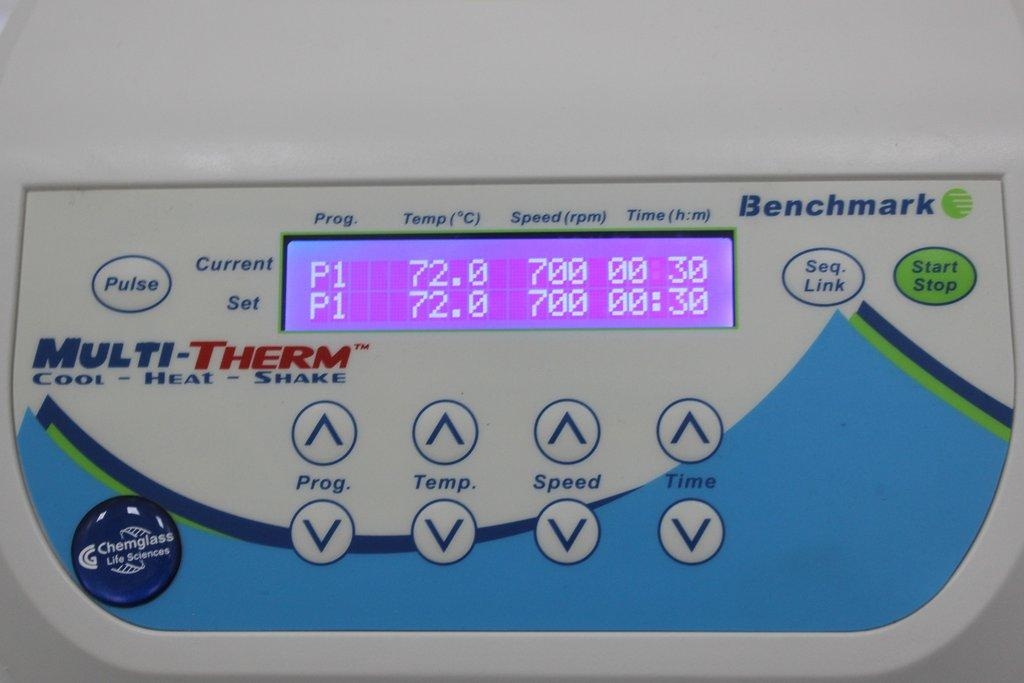 Prog. Temp (°C) Speed (rpm) Time (h:m)
Benchmark
Pulse
Current P1 72.0 700 00 30
Set P1 72.0 700 00:30
Seq. Link
Start Stop
MULTI-THERM™
COOL - HEAT - SHAKE
Prog. Temp. Speed Time
CG Chemglass
Life Sciences